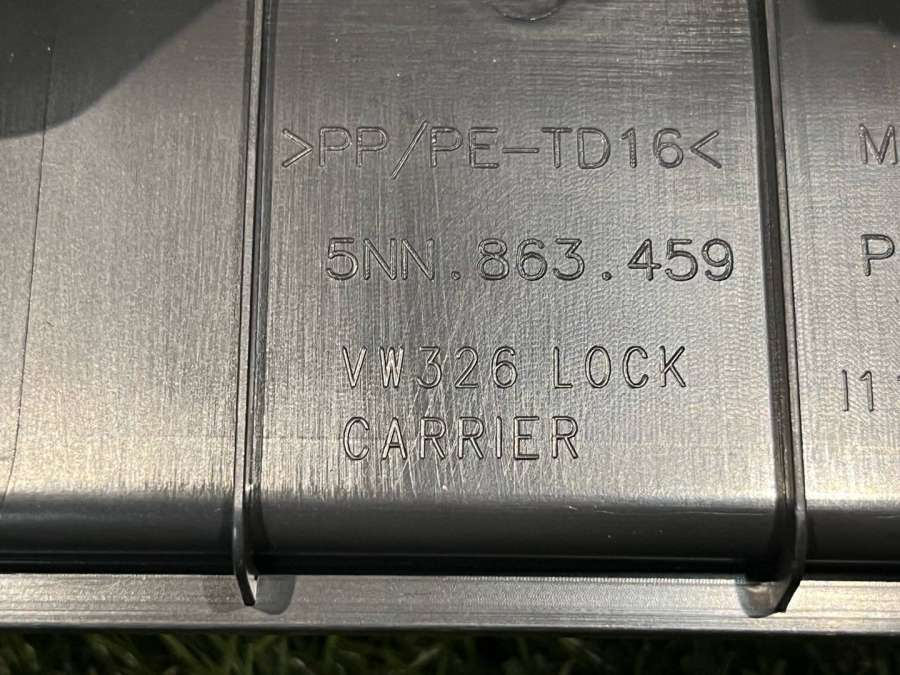 >PP/PE-TD16<
5NN.863.459
VW326 LOCK
CARRIER